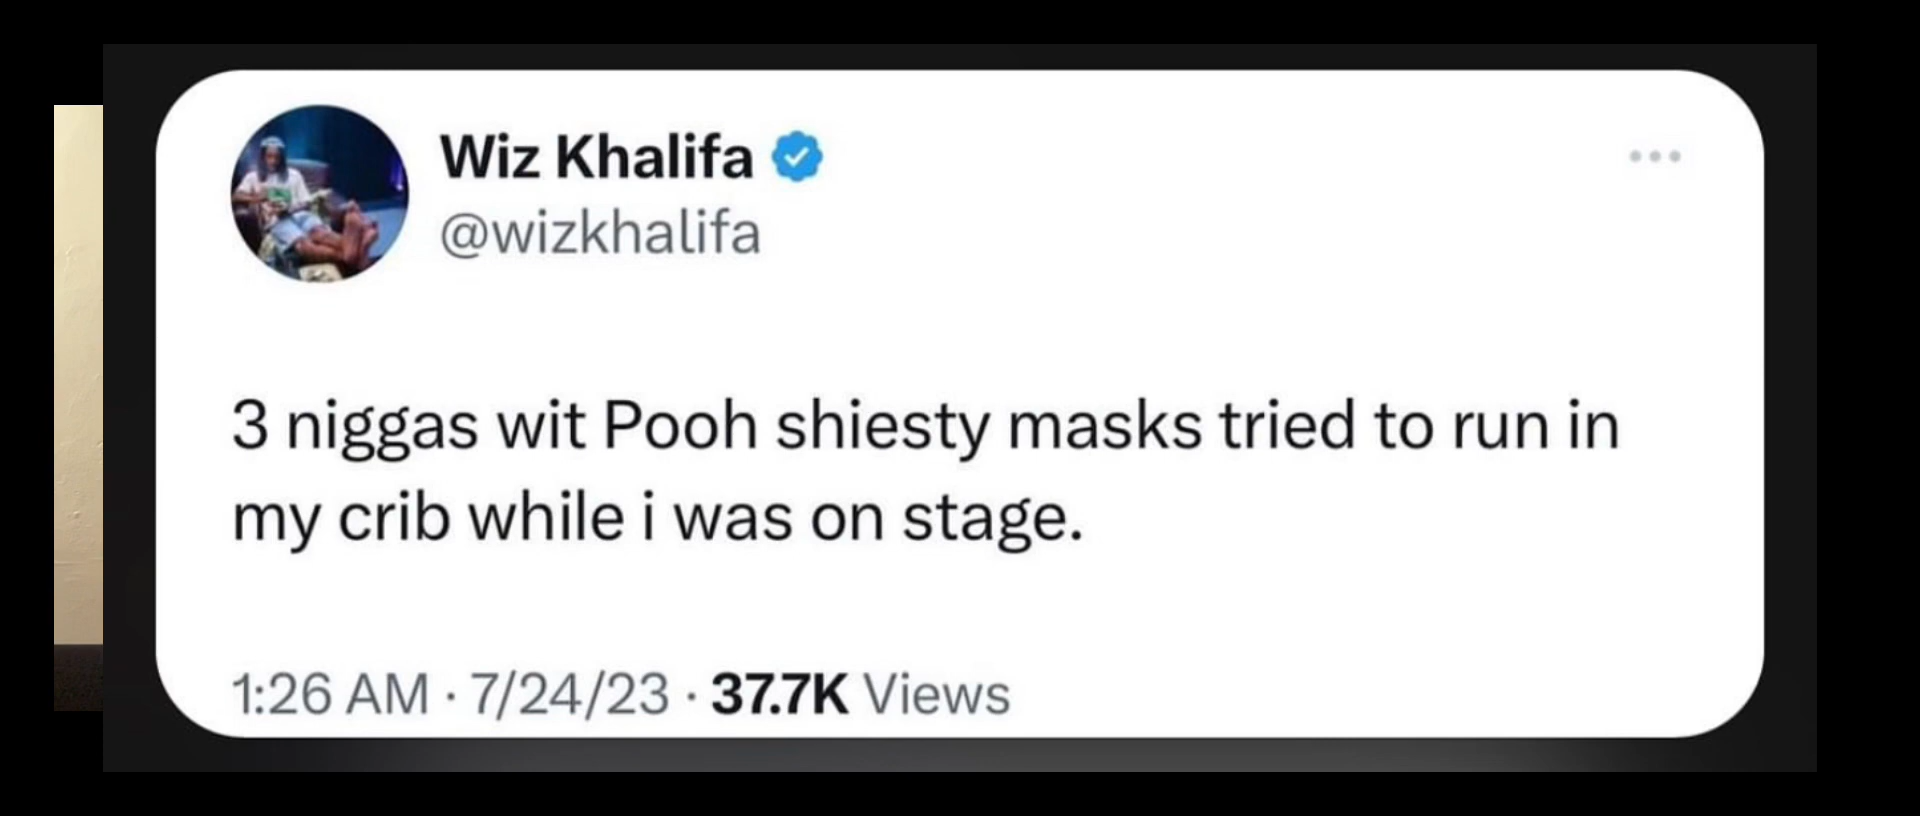 Wiz Khalifa
@wizkhalifa
3 niggas wit Pooh shiesty masks tried to run in
my crib while i was on stage.
1:26 AM · 7/24/23 · 37.7K Views